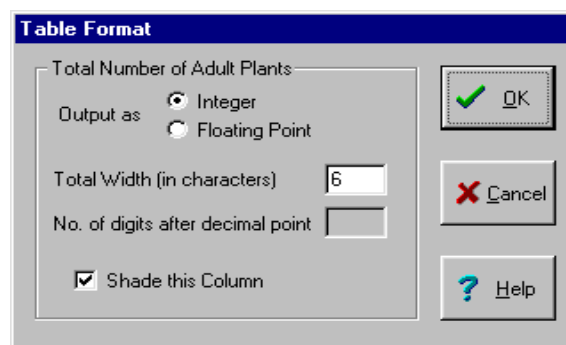 Table Format
Total Number of Adult Plants
Output as
Integer
Floating Point
OK
Total Width (in characters) 6
Cancel
No. of digits after decimal point
Shade this Column
Help